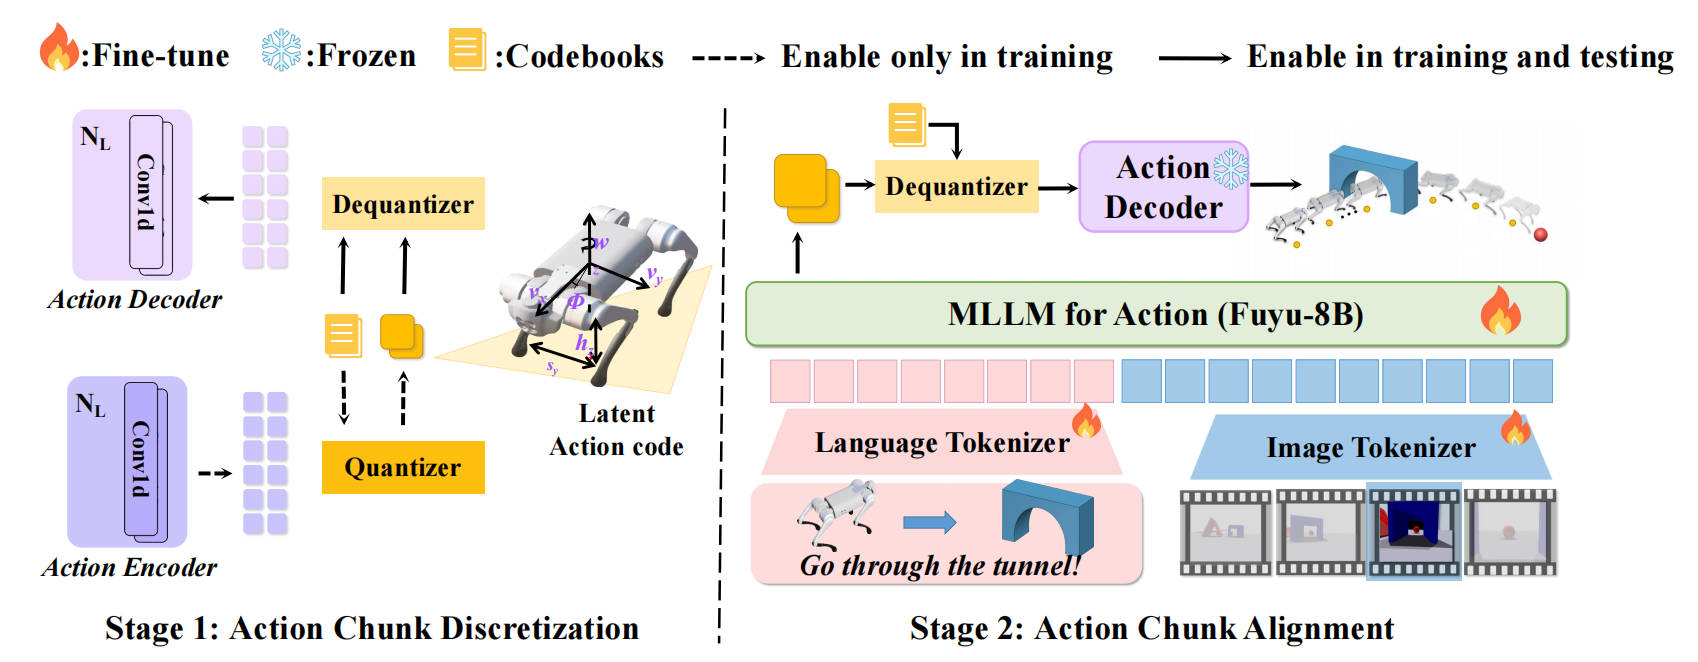 :Fine-tune :Frozen :Codebooks Enable only in training Enable in training and testing
N_L
Conv1d
Action Decoder
Dequantizer
w
z
v_x
v_y
Φ
h_z
s_y
Latent
Action code
N_L
Conv1d
Quantizer
Action Encoder
Stage 1: Action Chunk Discretization
Dequantizer
Action
Decoder
MLLM for Action (Fuyu-8B)
Language Tokenizer
Image Tokenizer
Go through the tunnel!
Stage 2: Action Chunk Alignment